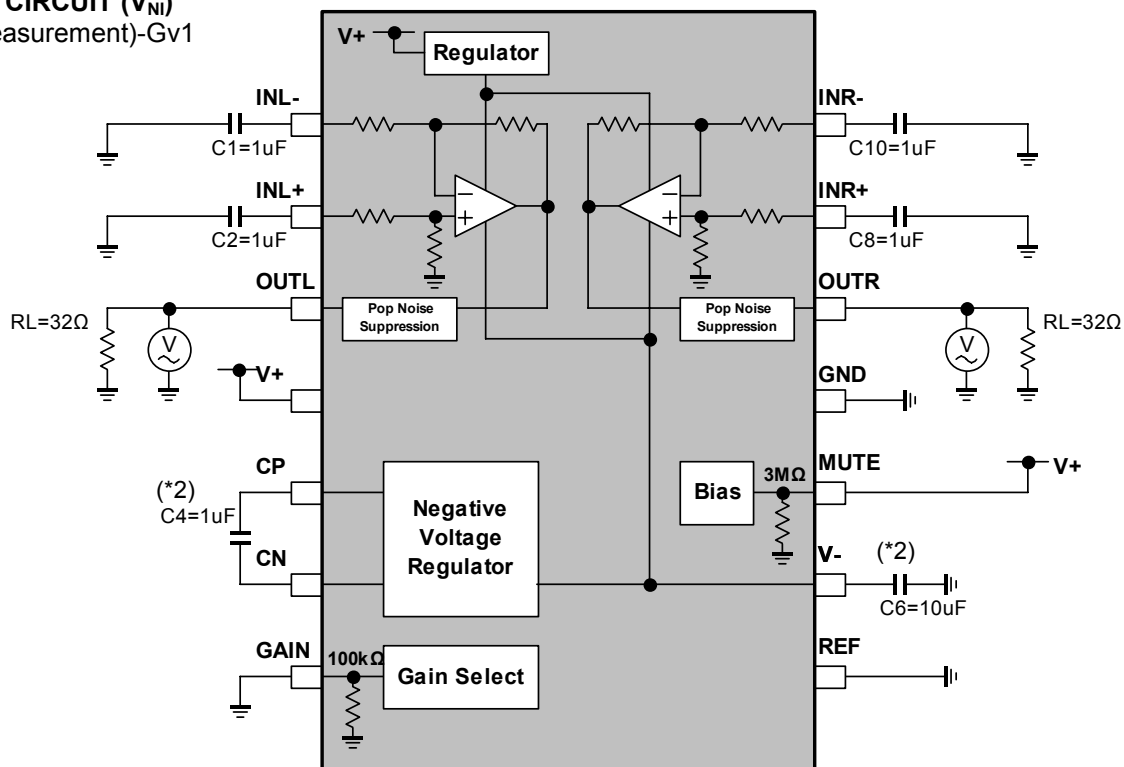 CIRCUIT (VNI)
easurement)-Gv1
V+
Regulator
INL-
INR-
C1=1uF
C10=1uF
INL+
INR+
C2=1uF
C8=1uF
OUTL
OUTR
Pop Noise
Suppression
Pop Noise
Suppression
RL=32Ω
V
V
RL=32Ω
V+
GND
CP
MUTE
V+
(*2)
C4=1uF
Negative
Voltage
Regulator
Bias
3MΩ
CN
V-
(*2)
C6=10uF
GAIN
100kΩ
Gain Select
REF